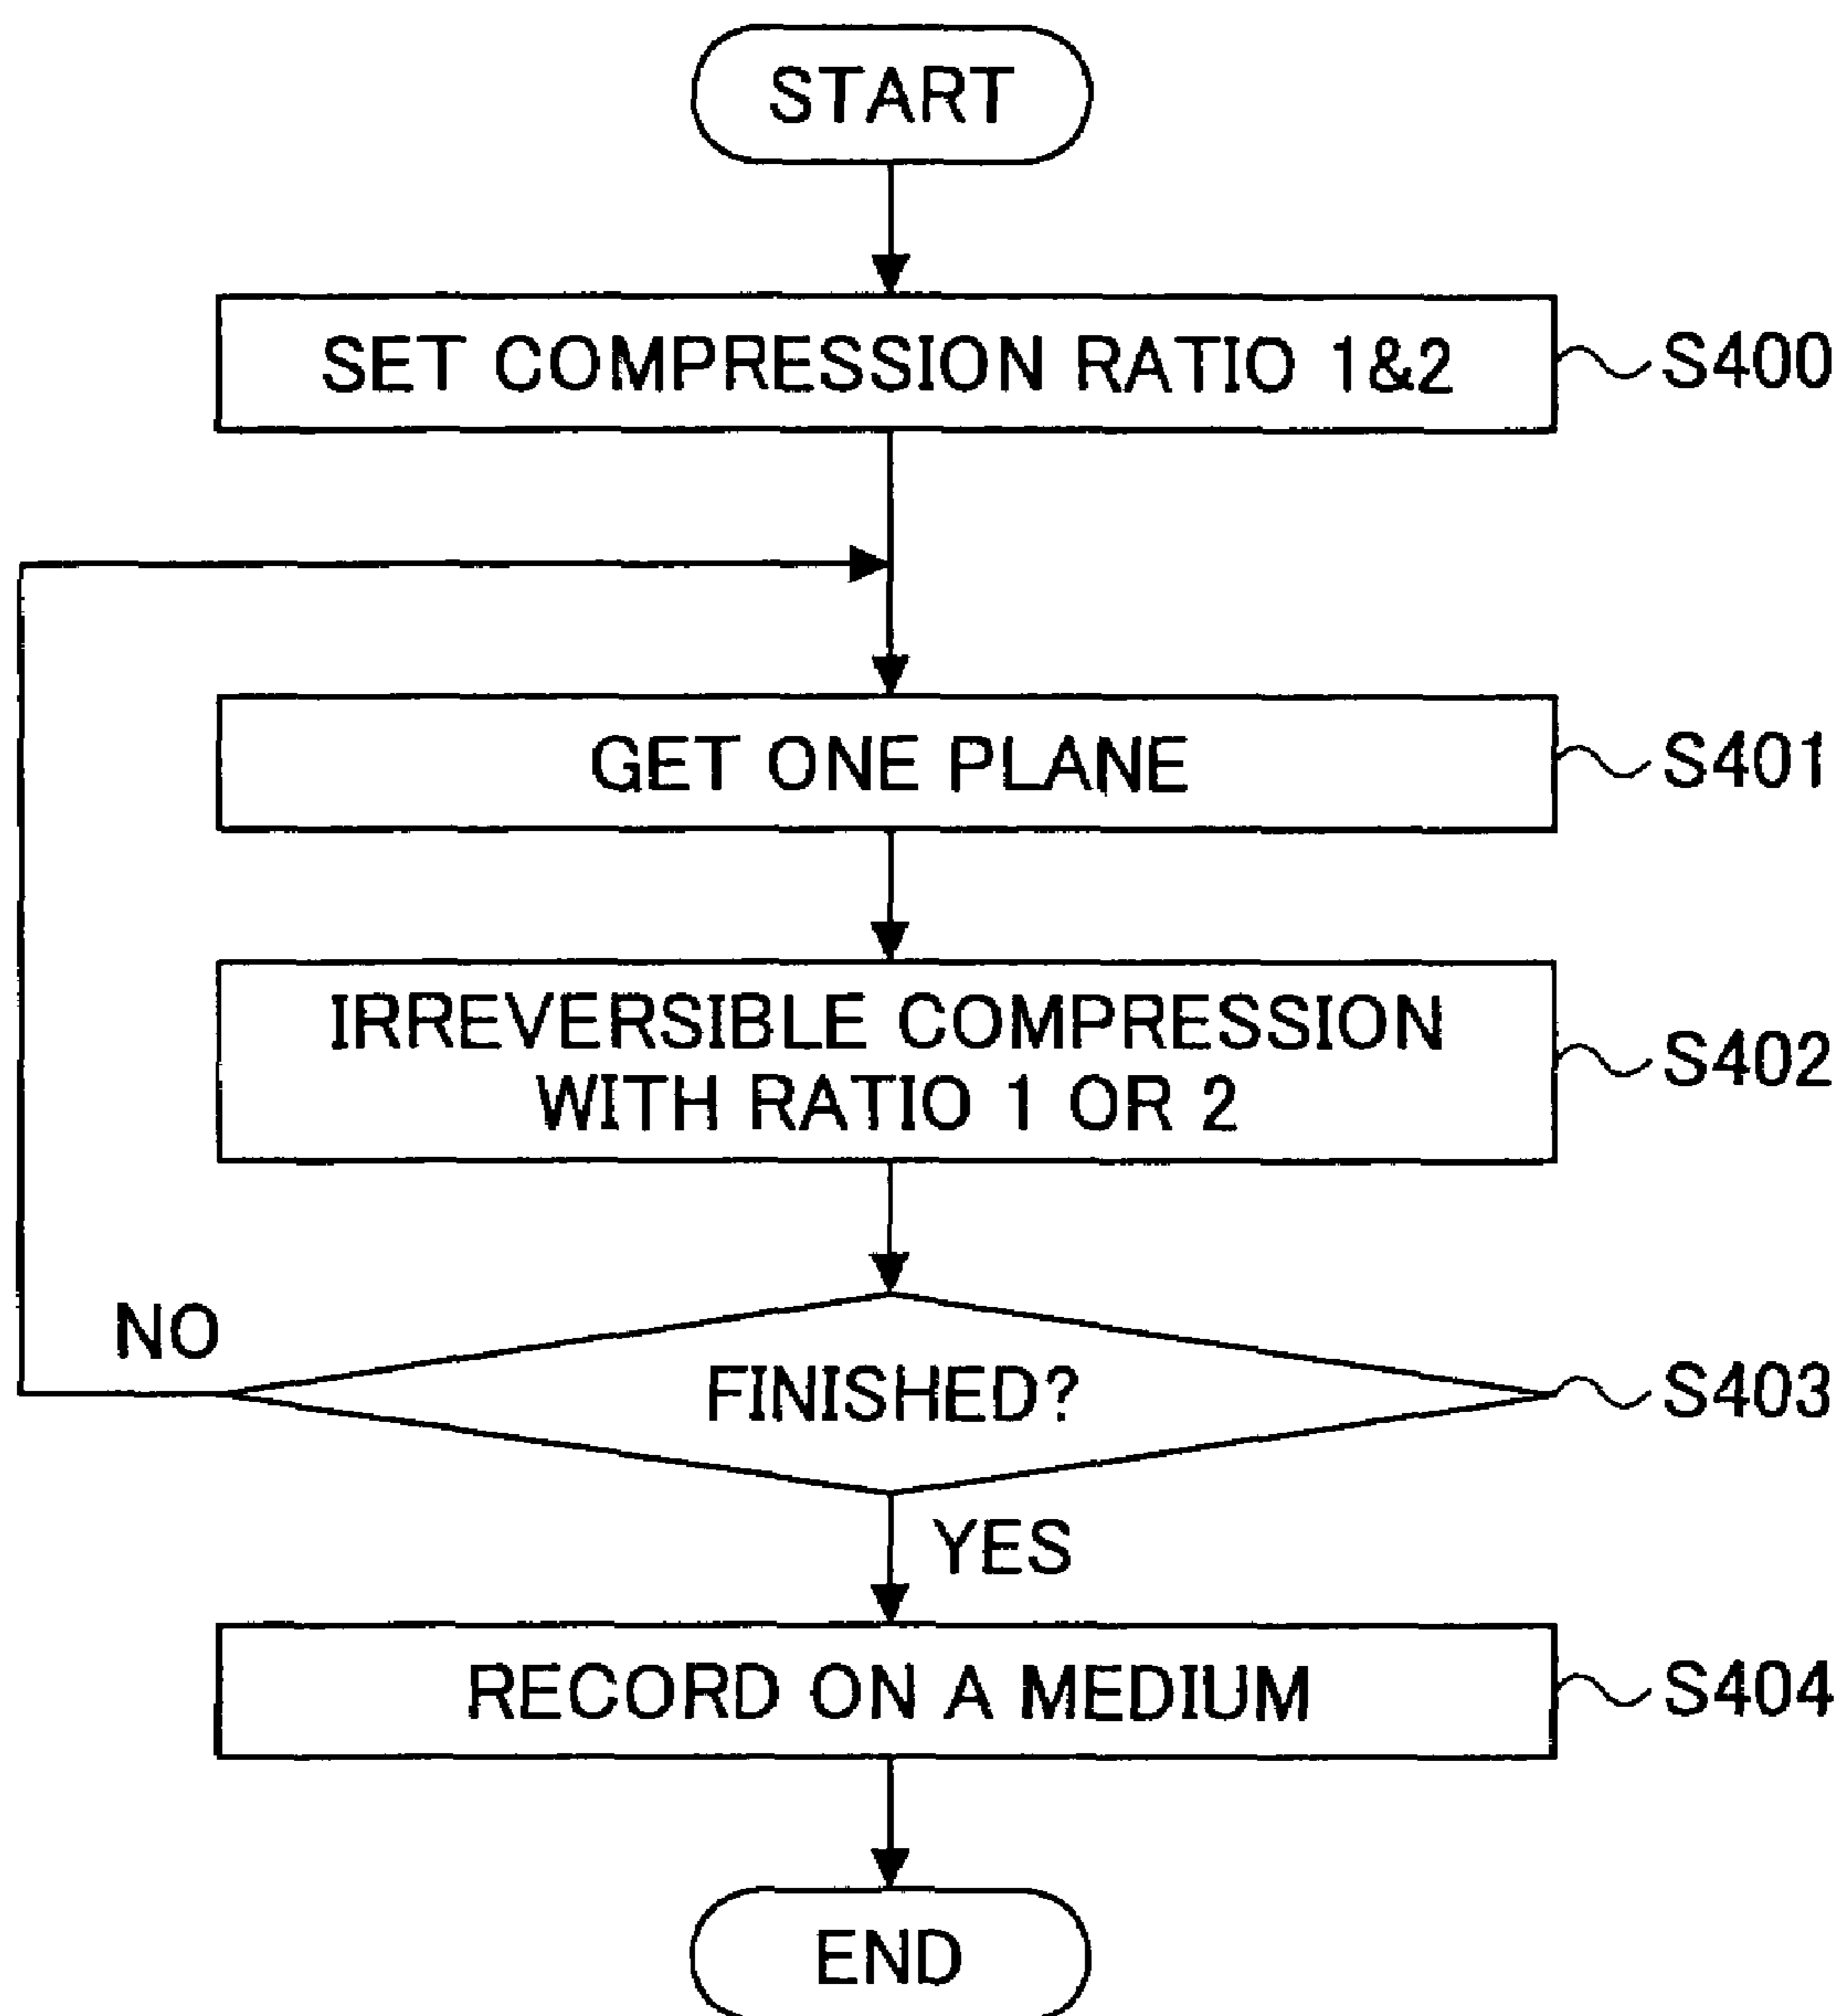 START
SET COMPRESSION RATIO 1&2
S400
GET ONE PLANE
S401
IRREVERSIBLE COMPRESSION
WITH RATIO 1 OR 2
S402
NO
FINISHED?
S403
YES
RECORD ON A MEDIUM
S404
END